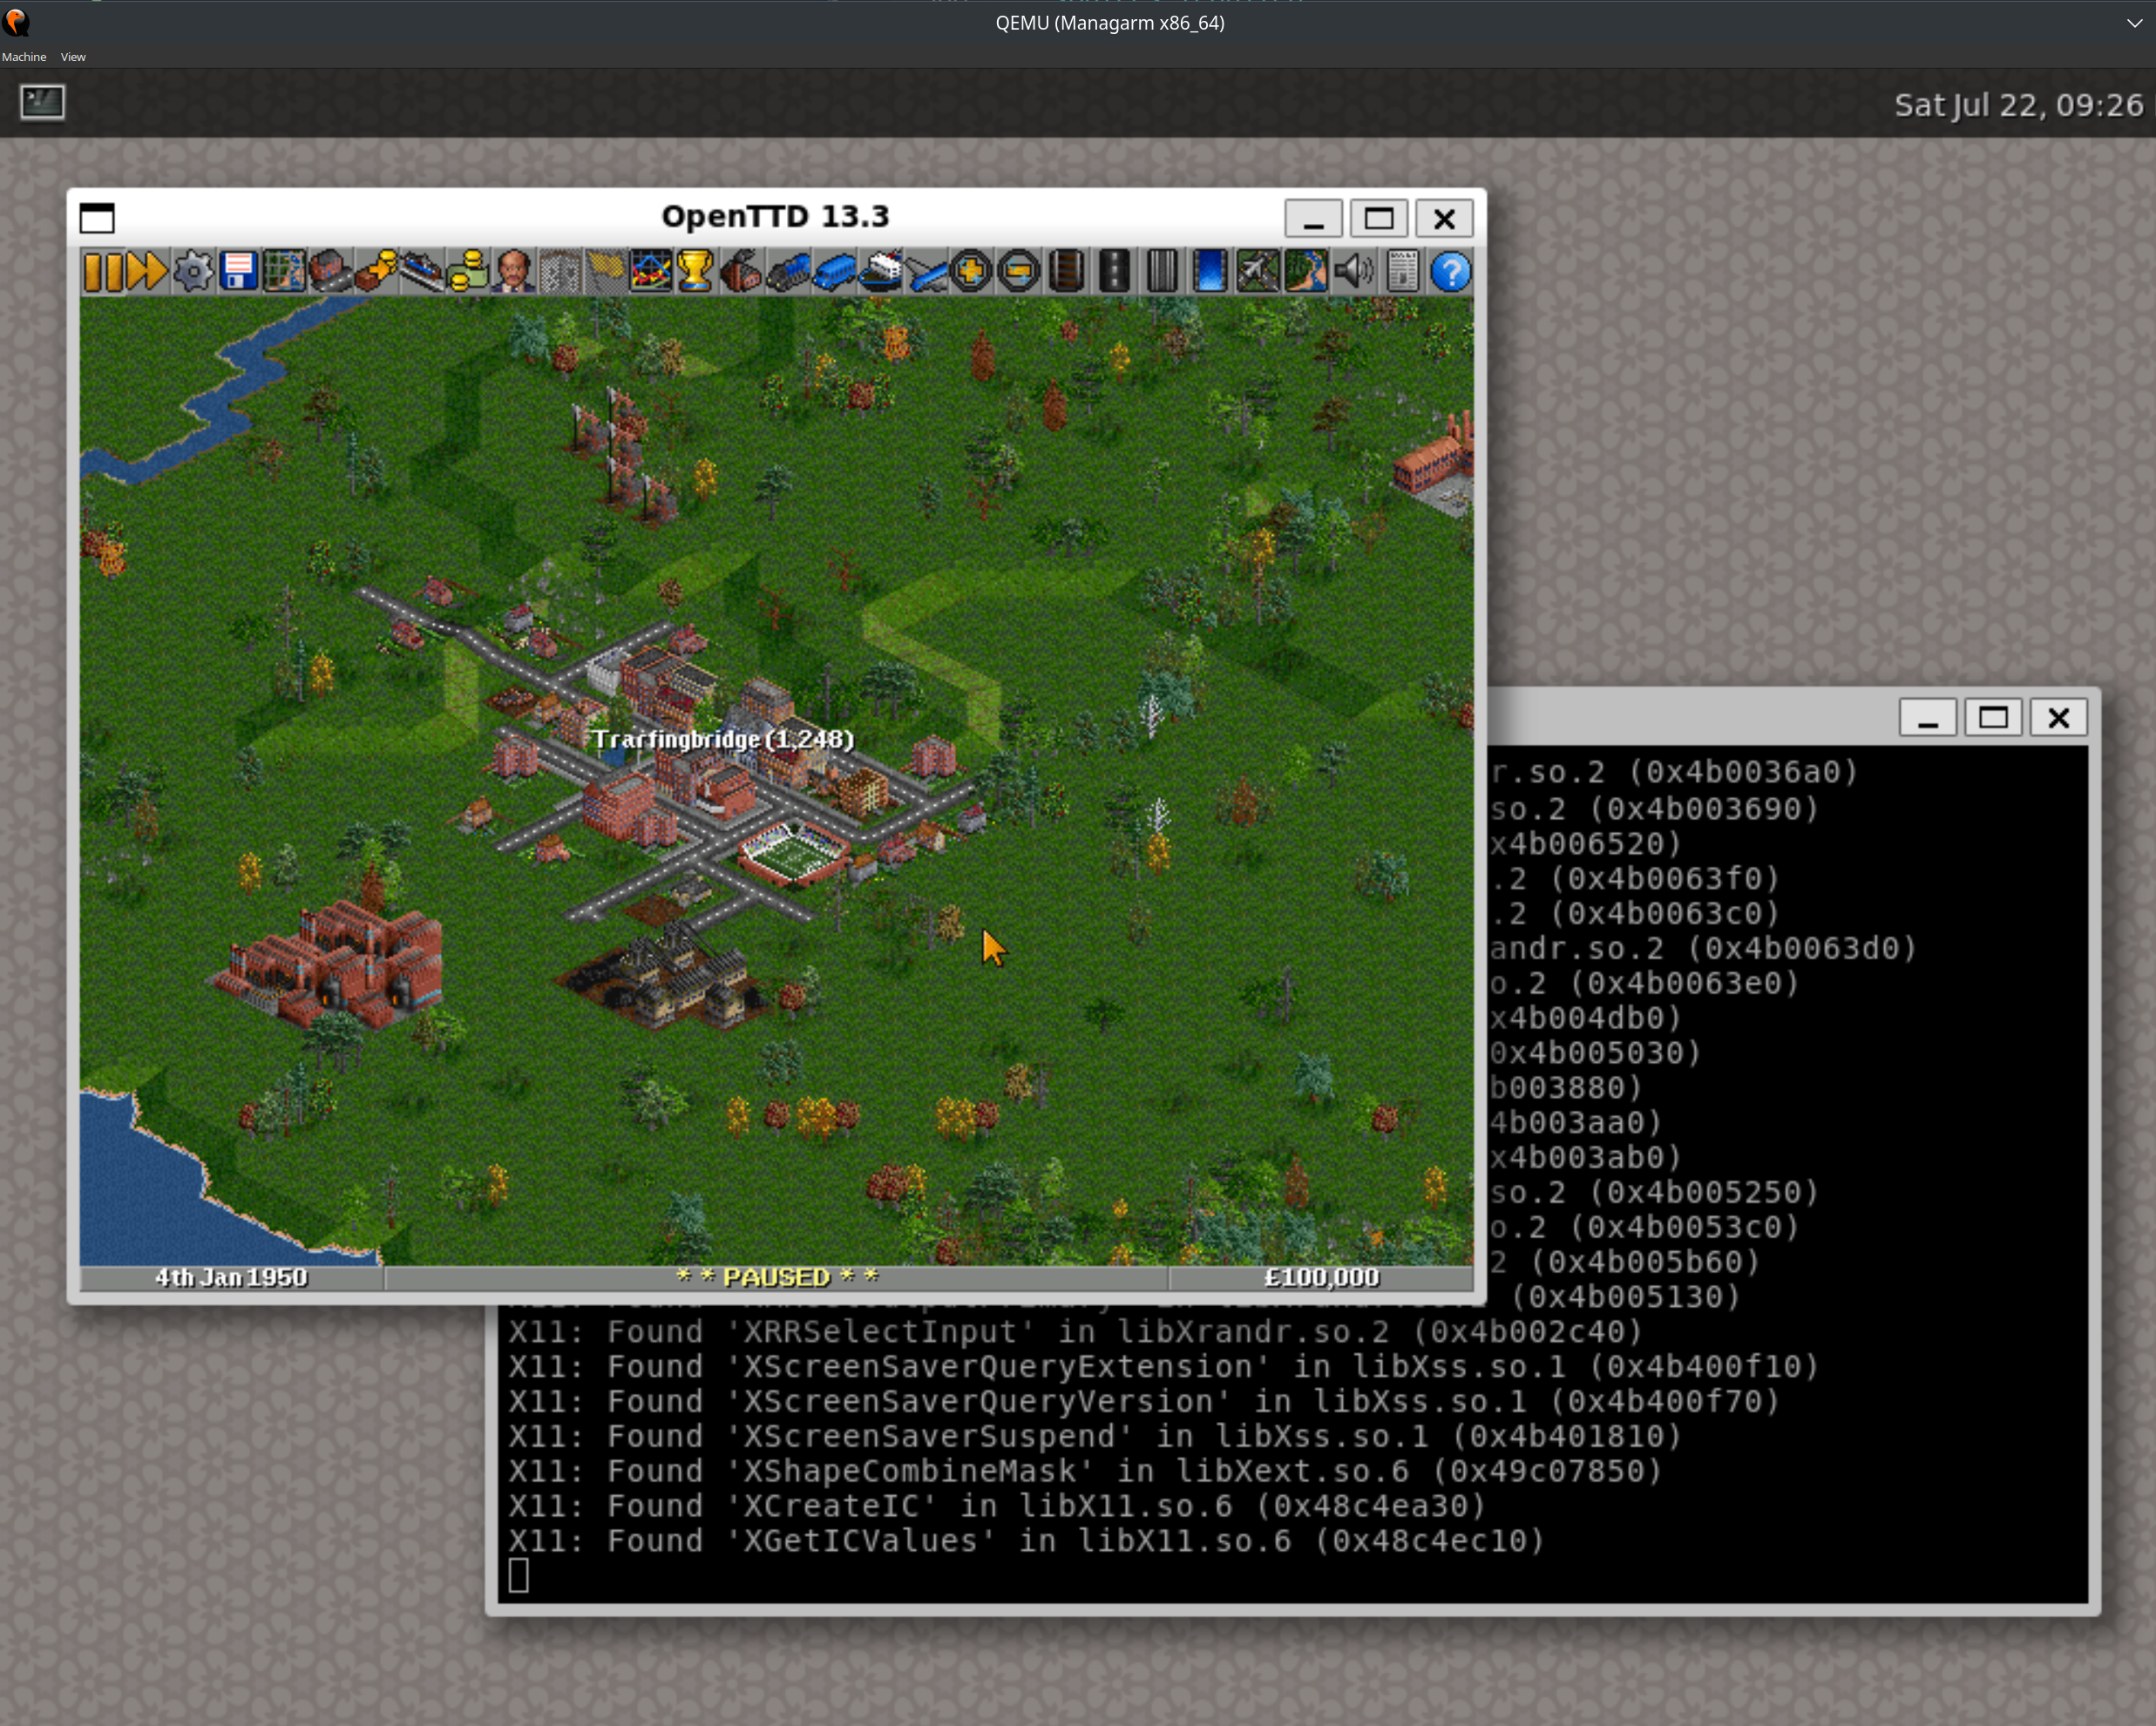 QEMU (Managarm x86_64)
Machine View
Sat Jul 22, 09:26
OpenTTD 13.3
Trarfingbridge (1,248)
4th Jan 1950
* * PAUSED * *
£100,000
r.so.2 (0x4b0036a0)
so.2 (0x4b003690)
x4b006520)
.2 (0x4b0063f0)
.2 (0x4b0063c0)
andr.so.2 (0x4b0063d0)
o.2 (0x4b0063e0)
x4b004db0)
0x4b005030)
b003880)
4b003aa0)
x4b003ab0)
so.2 (0x4b005250)
o.2 (0x4b0053c0)
2 (0x4b005b60)
(0x4b005130)
X11: Found 'XRRSelectInput' in libXrandr.so.2 (0x4b002c40)
X11: Found 'XScreenSaverQueryExtension' in libXss.so.1 (0x4b400f10)
X11: Found 'XScreenSaverQueryVersion' in libXss.so.1 (0x4b400f70)
X11: Found 'XScreenSaverSuspend' in libXss.so.1 (0x4b401810)
X11: Found 'XShapeCombineMask' in libXext.so.6 (0x49c07850)
X11: Found 'XCreateIC' in libX11.so.6 (0x48c4ea30)
X11: Found 'XGetICValues' in libX11.so.6 (0x48c4ec10)